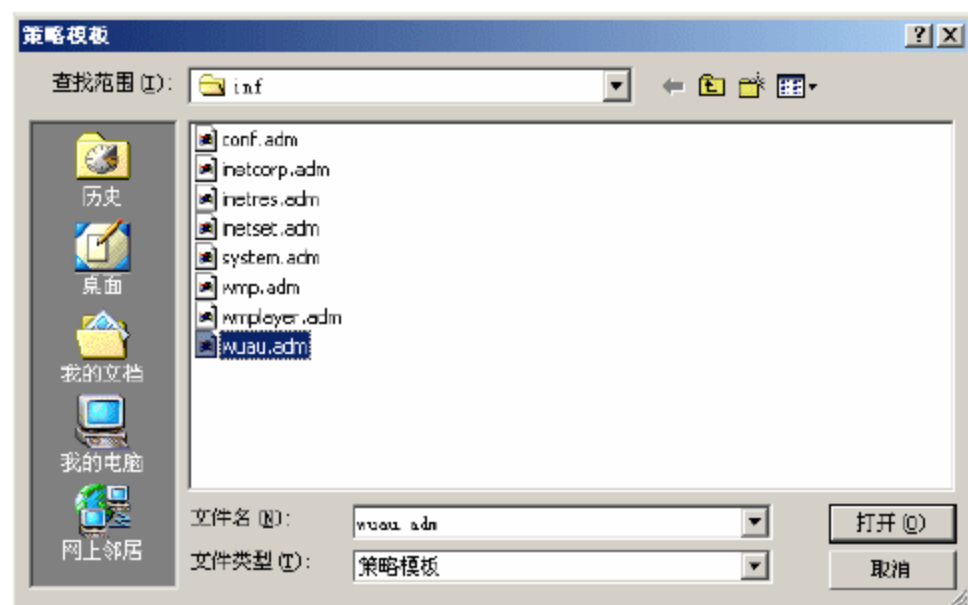 策略模板
查找范围(I):
inf
历史
桌面
我的文档
我的电脑
网上邻居
conf.adm
inetcorp.adm
inetres.adm
inetset.adm
system.adm
wmp.adm
wmplayer.adm
wuau.adm
文件名(N):
wuau.adm
打开(O)
文件类型(T):
策略模板
取消